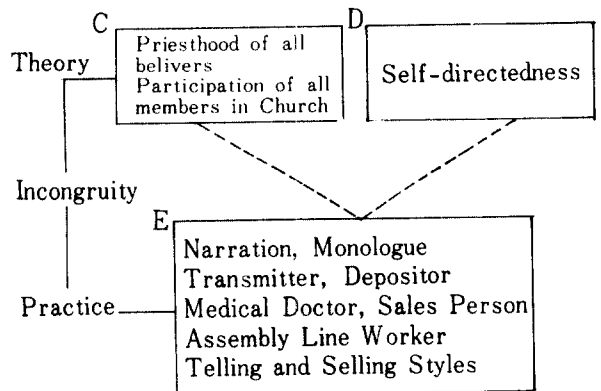 C
D
Theory
Priesthood of all
belivers
Participation of all
members in Church
Self-directedness
Incongruity
E
Practice
Narration, Monologue
Transmitter, Depositor
Medical Doctor, Sales Person
Assembly Line Worker
Telling and Selling Styles